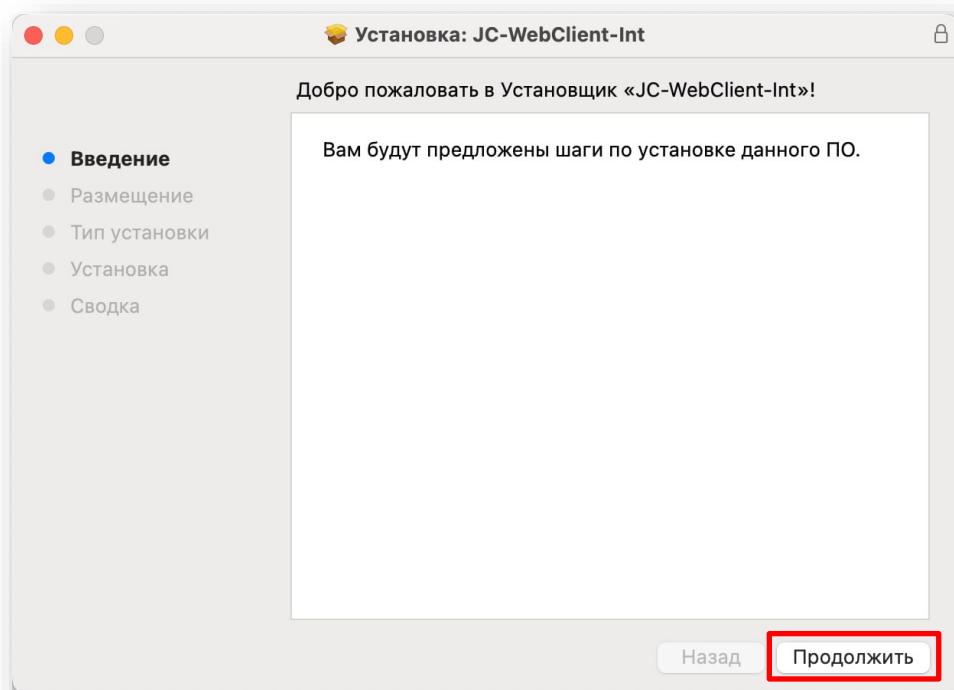 Установка: JC-WebClient-Int
Добро пожаловать в Установщик «JC-WebClient-Int»!
Введение
Размещение
Тип установки
Установка
Сводка
Вам будут предложены шаги по установке данного ПО.
Назад
Продолжить